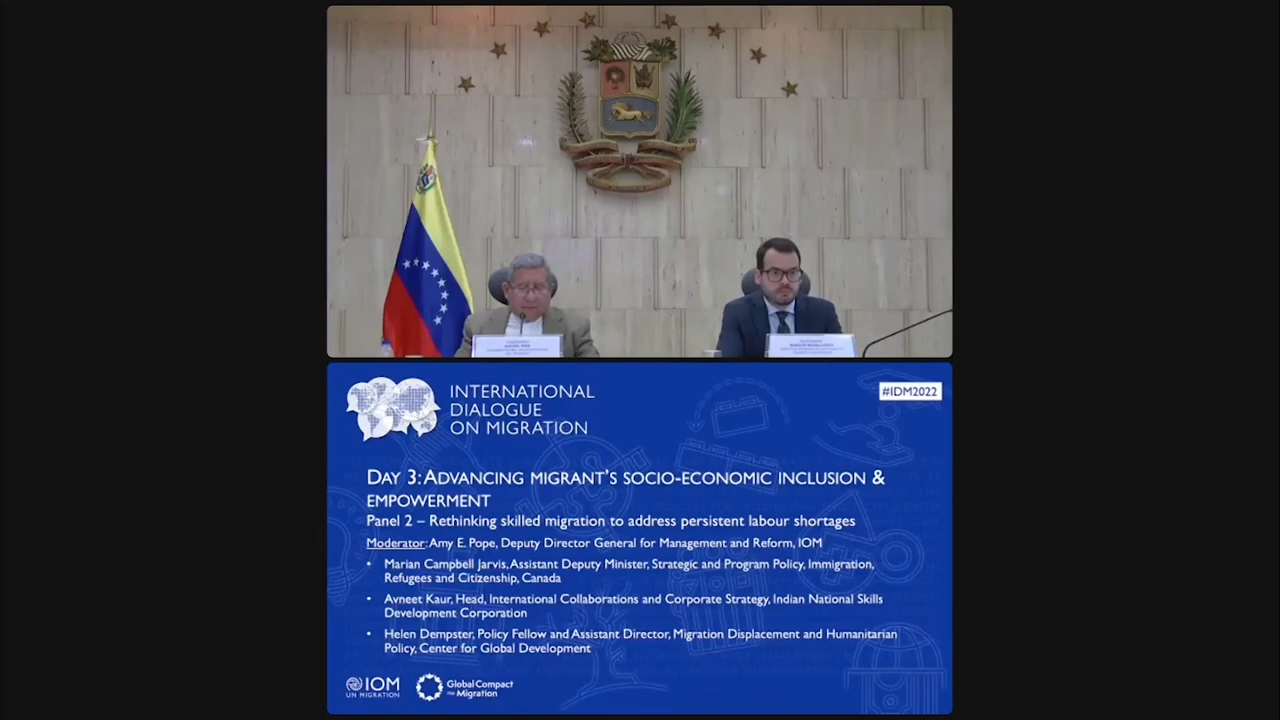 INTERNATIONAL
DIALOGUE
ON MIGRATION
#IDM2022
DAY 3: ADVANCING MIGRANT'S SOCIO-ECONOMIC INCLUSION &
EMPOWERMENT
Panel 2 – Rethinking skilled migration to address persistent labour shortages
Moderator: Amy E. Pope, Deputy Director General for Management and Reform, IOM
• Marian Campbell Jarvis, Assistant Deputy Minister, Strategic and Program Policy, Immigration,
Refugees and Citizenship, Canada
• Avneet Kaur, Head, International Collaborations and Corporate Strategy, Indian National Skills
Development Corporation
• Helen Dempster, Policy Fellow and Assistant Director, Migration Displacement and Humanitarian
Policy, Center for Global Development
IOM
UN MIGRATION
Global Compact
FOR Migration